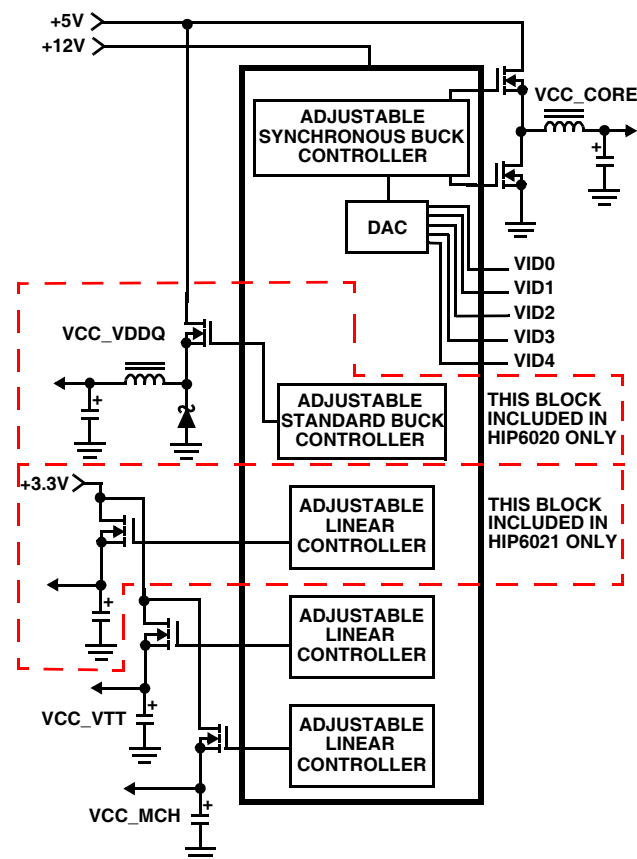 +5V
+12V
VCC_CORE
ADJUSTABLE
SYNCHRONOUS BUCK
CONTROLLER
+
DAC
VID0
VID1
VID2
VID3
VID4
VCC_VDDQ
+
ADJUSTABLE
STANDARD BUCK
CONTROLLER
THIS BLOCK
INCLUDED IN
HIP6020 ONLY
+3.3V
ADJUSTABLE
LINEAR
CONTROLLER
THIS BLOCK
INCLUDED IN
HIP6021 ONLY
+
ADJUSTABLE
LINEAR
CONTROLLER
VCC_VTT
+
ADJUSTABLE
LINEAR
CONTROLLER
VCC_MCH
+